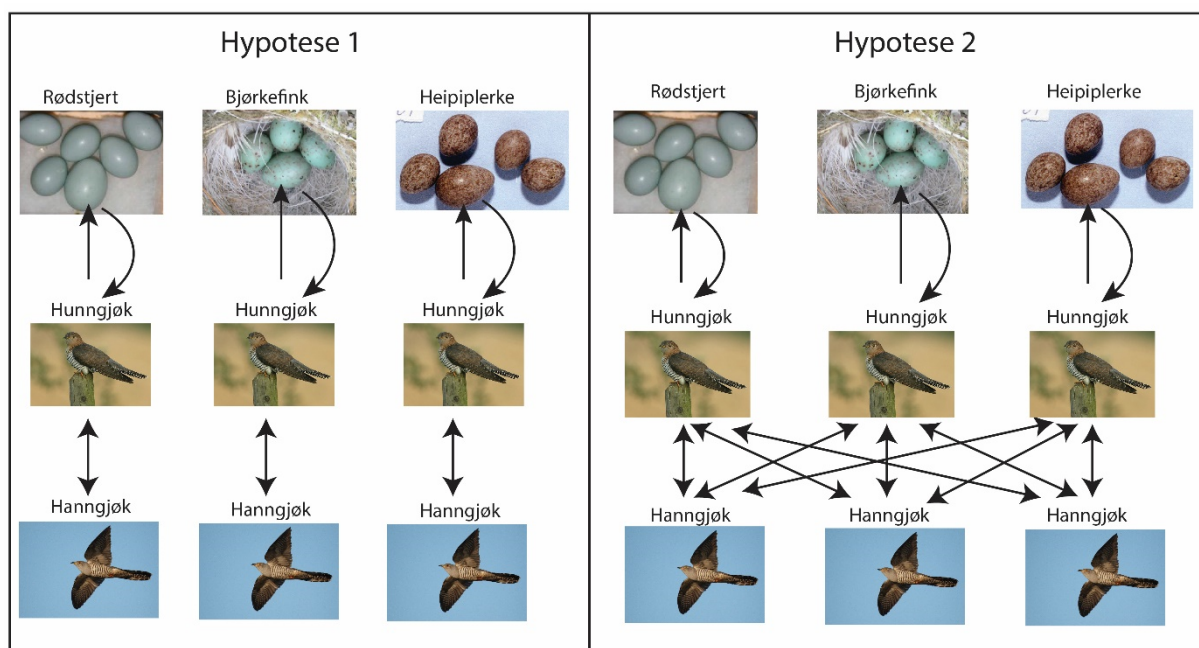 Hypotese 1
Rødstjert
Bjørkefink
Heipiplerke
Hunngjøk
Hunngjøk
Hunngjøk
Hanngjøk
Hanngjøk
Hanngjøk
Hypotese 2
Rødstjert
Bjørkefink
Heipiplerke
Hunngjøk
Hunngjøk
Hunngjøk
Hanngjøk
Hanngjøk
Hanngjøk